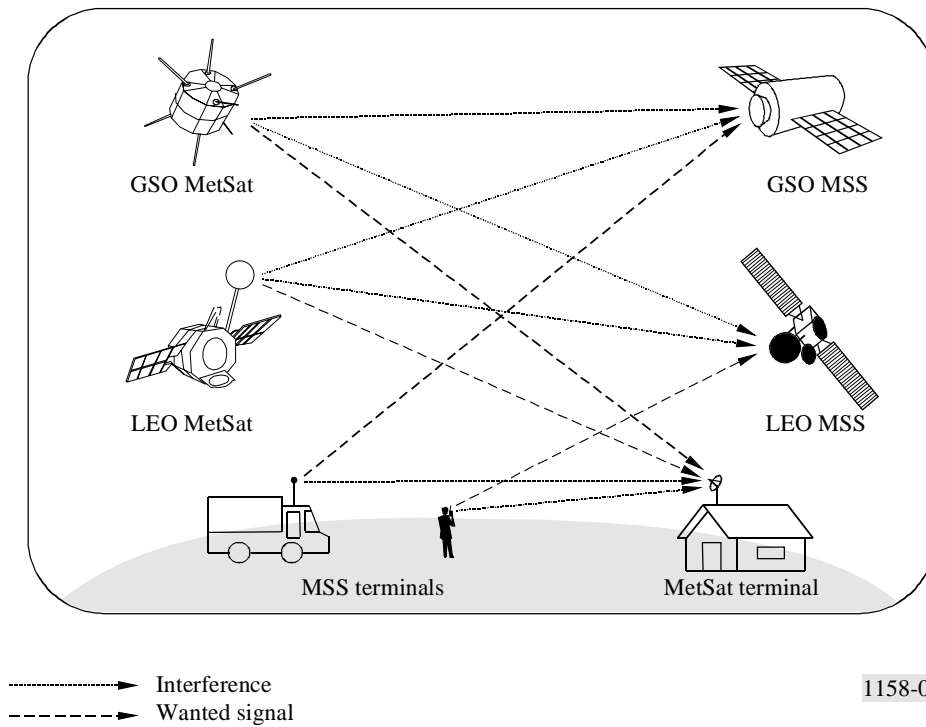 GSO MetSat
GSO MSS
LEO MetSat
LEO MSS
MSS terminals
MetSat terminal
Interference
1158-0
Wanted signal